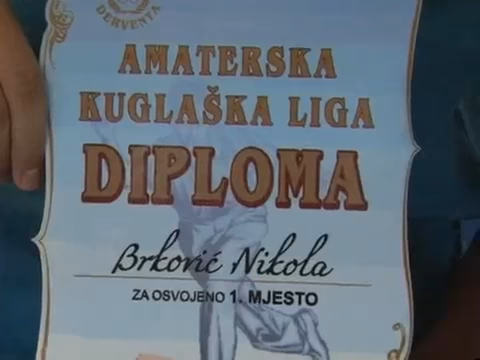 DERVENTA
AMATERSKA
KUGLAŠKA LIGA
DIPLOMA
Brković Nikola
ZA OSVOJENO 1. MJESTO